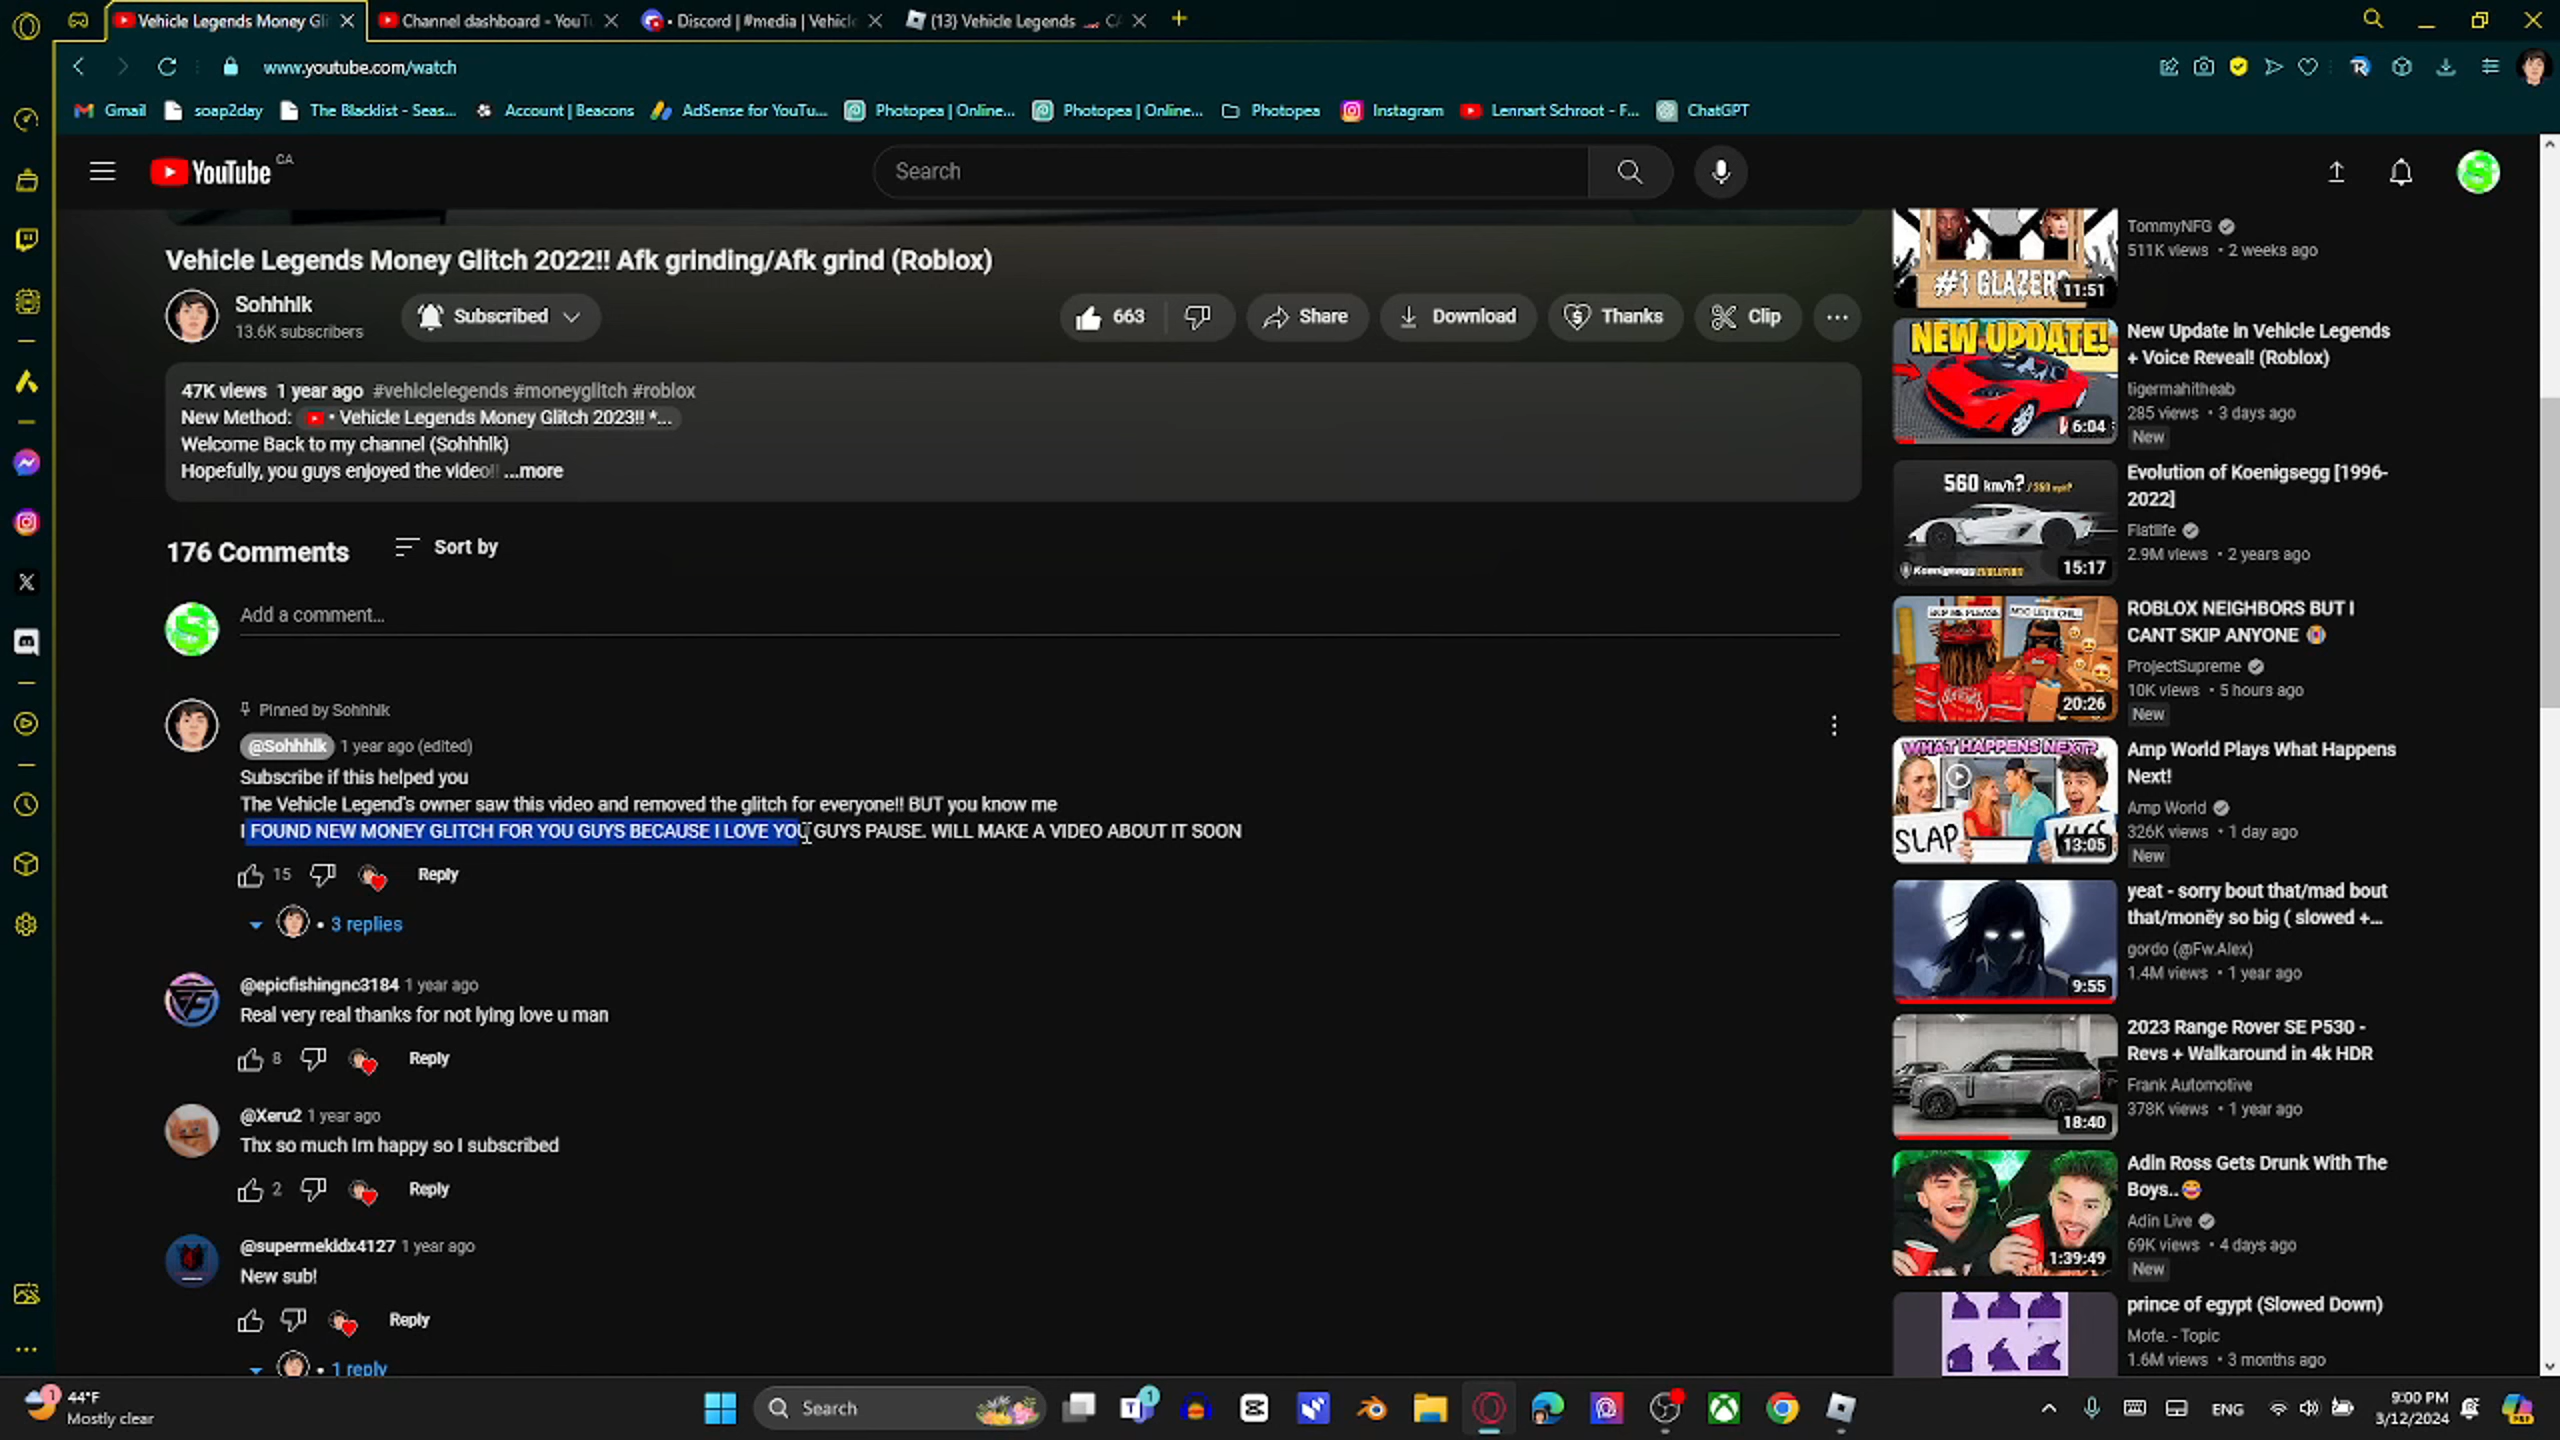 Vehicle Legends Money Gli
Channel dashboard - YouT
Discord | #media | Vehicle
(13) Vehicle Legends
www.youtube.com/watch
Gmail
soap2day
The Blacklist - Seas...
Account | Beacons
AdSense for YouTu...
Photopea | Online...
Photopea | Online...
Photopea
Instagram
Lennart Schroot - F...
ChatGPT
YouTube CA
Search
Vehicle Legends Money Glitch 2022!! Afk grinding/Afk grind (Roblox)
Sohhhlk
13.6K subscribers
Subscribed
663
Share
Download
Thanks
Clip
47K views 1 year ago #vehiclelegends #moneyglitch #roblox
New Method: • Vehicle Legends Money Glitch 2023!! *...
Welcome Back to my channel (Sohhhlk)
Hopefully, you guys enjoyed the video!! ...more
176 Comments
Sort by
Add a comment...
Pinned by Sohhhlk
@Sohhhlk 1 year ago (edited)
Subscribe if this helped you
The Vehicle Legend's owner saw this video and removed the glitch for everyone!! BUT you know me
I FOUND NEW MONEY GLITCH FOR YOU GUYS BECAUSE I LOVE YOU GUYS PAUSE. WILL MAKE A VIDEO ABOUT IT SOON
15
Reply
• 3 replies
@epicfishingnc3184 1 year ago
Real very real thanks for not lying love u man
8
Reply
@Xeru2 1 year ago
Thx so much Im happy so I subscribed
2
Reply
@supermekidx4127 1 year ago
New sub!
Reply
• 1 reply
#1 GLAZERS
11:51
TommyNFG
511K views • 2 weeks ago
NEW UPDATE!
6:04
New Update in Vehicle Legends
+ Voice Reveal! (Roblox)
tigermahitheab
285 views • 3 days ago
New
560 km/h?
Koenigsegg EVOLUTION
15:17
Evolution of Koenigsegg [1996-
2022]
Flatlife
2.9M views • 2 years ago
20:26
ROBLOX NEIGHBORS BUT I
CANT SKIP ANYONE
ProjectSupreme
10K views • 5 hours ago
New
WHAT HAPPENS NEXT?
SLAP
KISS
13:05
Amp World Plays What Happens
Next!
Amp World
326K views • 1 day ago
New
9:55
yeat - sorry bout that/mad bout
that/monëy so big ( slowed +...
gordo (@Fw.Alex)
1.4M views • 1 year ago
18:40
2023 Range Rover SE P530 -
Revs + Walkaround in 4k HDR
Frank Automotive
378K views • 1 year ago
1:39:49
Adin Ross Gets Drunk With The
Boys..
Adin Live
69K views • 4 days ago
New
prince of egypt (Slowed Down)
Mofe. - Topic
1.6M views • 3 months ago
1
44°F
Mostly clear
Search
1
ENG
9:00 PM
3/12/2024